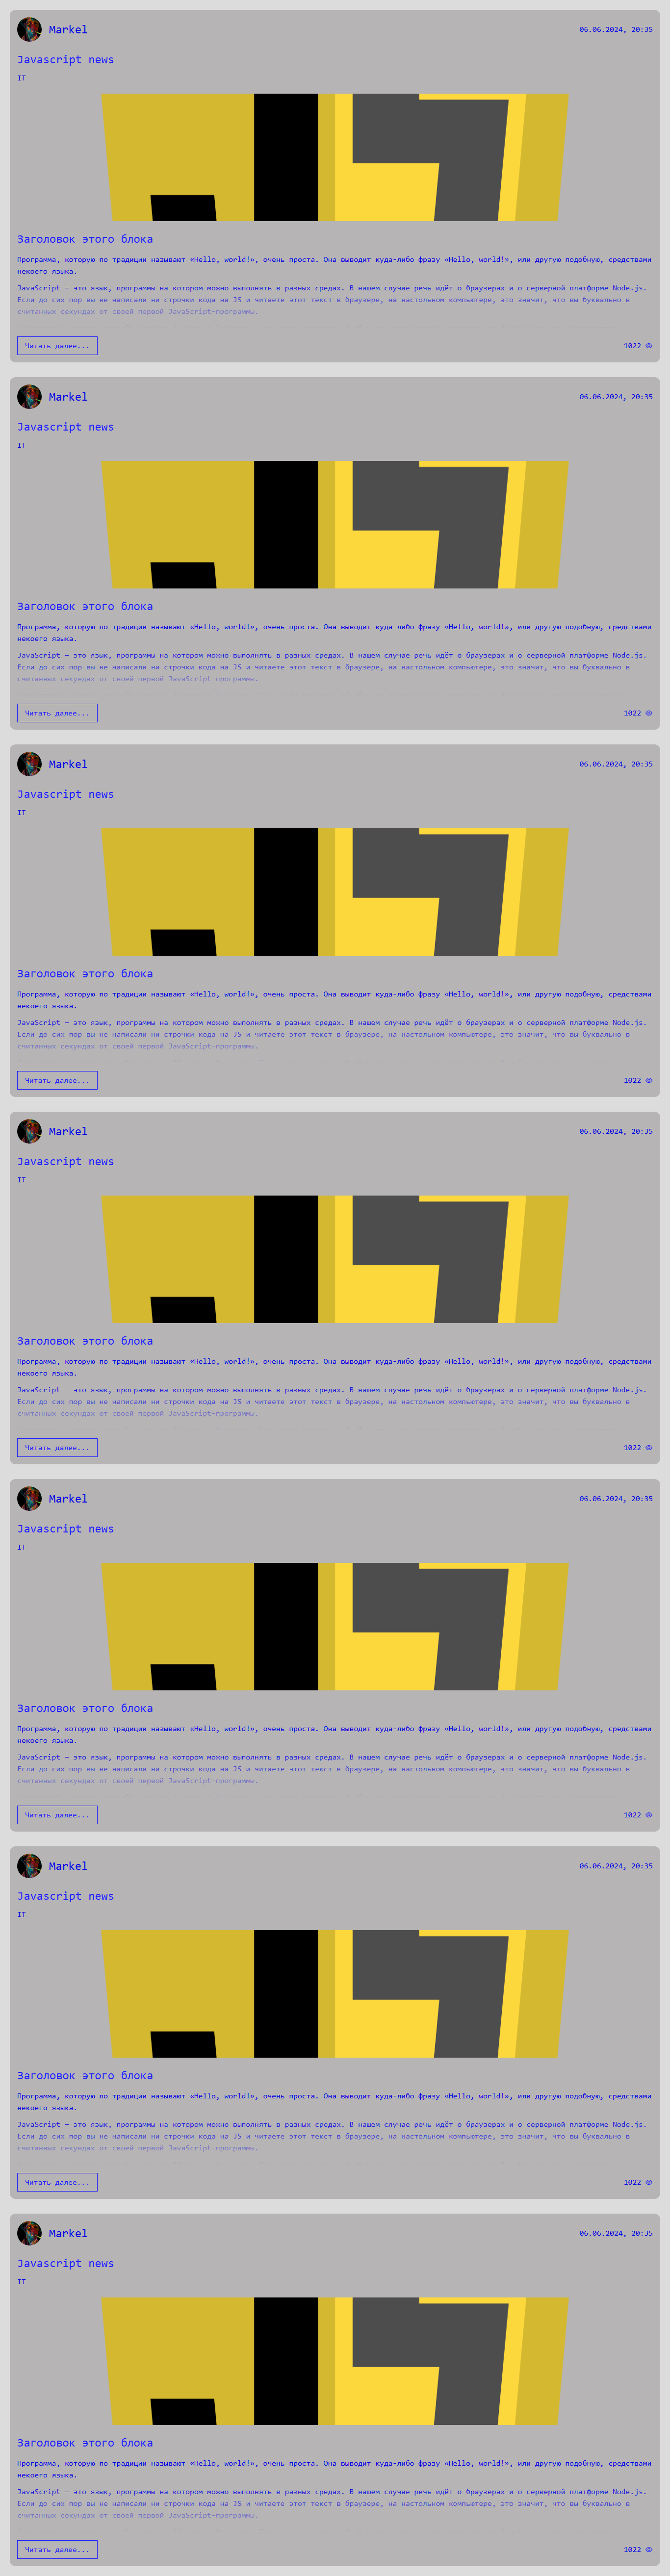 Markel 06.06.2024, 20:35
Javascript news
IT
Заголовок этого блока
Программа, которую по традиции называют «Hello, world!», очень проста. Она выводит куда-либо фразу «Hello, world!», или другую подобную, средствами
некоего языка.
JavaScript — это язык, программы на котором можно выполнять в разных средах. В нашем случае речь идёт о браузерах и о серверной платформе Node.js.
Если до сих пор вы не написали ни строчки кода на JS и читаете этот текст в браузере, на настольном компьютере, это значит, что вы буквально в
считанных секундах от своей первой JavaScript-программы.
Читать далее... 1022
Markel 06.06.2024, 20:35
Javascript news
IT
Заголовок этого блока
Программа, которую по традиции называют «Hello, world!», очень проста. Она выводит куда-либо фразу «Hello, world!», или другую подобную, средствами
некоего языка.
JavaScript — это язык, программы на котором можно выполнять в разных средах. В нашем случае речь идёт о браузерах и о серверной платформе Node.js.
Если до сих пор вы не написали ни строчки кода на JS и читаете этот текст в браузере, на настольном компьютере, это значит, что вы буквально в
считанных секундах от своей первой JavaScript-программы.
Читать далее... 1022
Markel 06.06.2024, 20:35
Javascript news
IT
Заголовок этого блока
Программа, которую по традиции называют «Hello, world!», очень проста. Она выводит куда-либо фразу «Hello, world!», или другую подобную, средствами
некоего языка.
JavaScript — это язык, программы на котором можно выполнять в разных средах. В нашем случае речь идёт о браузерах и о серверной платформе Node.js.
Если до сих пор вы не написали ни строчки кода на JS и читаете этот текст в браузере, на настольном компьютере, это значит, что вы буквально в
считанных секундах от своей первой JavaScript-программы.
Читать далее... 1022
Markel 06.06.2024, 20:35
Javascript news
IT
Заголовок этого блока
Программа, которую по традиции называют «Hello, world!», очень проста. Она выводит куда-либо фразу «Hello, world!», или другую подобную, средствами
некоего языка.
JavaScript — это язык, программы на котором можно выполнять в разных средах. В нашем случае речь идёт о браузерах и о серверной платформе Node.js.
Если до сих пор вы не написали ни строчки кода на JS и читаете этот текст в браузере, на настольном компьютере, это значит, что вы буквально в
считанных секундах от своей первой JavaScript-программы.
Читать далее... 1022
Markel 06.06.2024, 20:35
Javascript news
IT
Заголовок этого блока
Программа, которую по традиции называют «Hello, world!», очень проста. Она выводит куда-либо фразу «Hello, world!», или другую подобную, средствами
некоего языка.
JavaScript — это язык, программы на котором можно выполнять в разных средах. В нашем случае речь идёт о браузерах и о серверной платформе Node.js.
Если до сих пор вы не написали ни строчки кода на JS и читаете этот текст в браузере, на настольном компьютере, это значит, что вы буквально в
считанных секундах от своей первой JavaScript-программы.
Читать далее... 1022
Markel 06.06.2024, 20:35
Javascript news
IT
Заголовок этого блока
Программа, которую по традиции называют «Hello, world!», очень проста. Она выводит куда-либо фразу «Hello, world!», или другую подобную, средствами
некоего языка.
JavaScript — это язык, программы на котором можно выполнять в разных средах. В нашем случае речь идёт о браузерах и о серверной платформе Node.js.
Если до сих пор вы не написали ни строчки кода на JS и читаете этот текст в браузере, на настольном компьютере, это значит, что вы буквально в
считанных секундах от своей первой JavaScript-программы.
Читать далее... 1022
Markel 06.06.2024, 20:35
Javascript news
IT
Заголовок этого блока
Программа, которую по традиции называют «Hello, world!», очень проста. Она выводит куда-либо фразу «Hello, world!», или другую подобную, средствами
некоего языка.
JavaScript — это язык, программы на котором можно выполнять в разных средах. В нашем случае речь идёт о браузерах и о серверной платформе Node.js.
Если до сих пор вы не написали ни строчки кода на JS и читаете этот текст в браузере, на настольном компьютере, это значит, что вы буквально в
считанных секундах от своей первой JavaScript-программы.
Читать далее... 1022